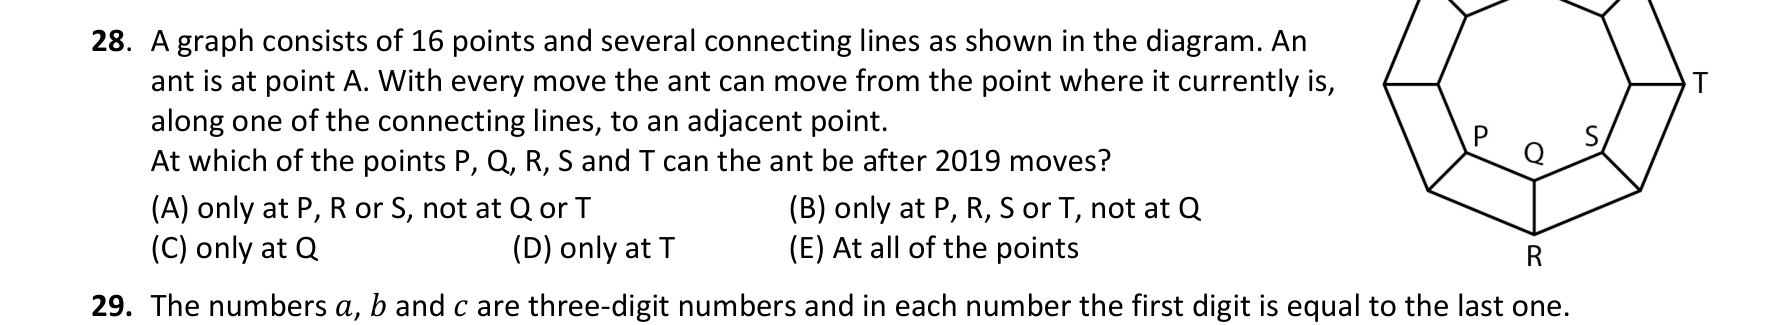 28. A graph consists of 16 points and several connecting lines as shown in the diagram. An
ant is at point A. With every move the ant can move from the point where it currently is,
along one of the connecting lines, to an adjacent point.
At which of the points P, Q, R, S and T can the ant be after 2019 moves?
(A) only at P, R or S, not at Q or T (B) only at P, R, S or T, not at Q
(C) only at Q (D) only at T (E) At all of the points
T
P
Q
S
R
29. The numbers a, b and c are three-digit numbers and in each number the first digit is equal to the last one.